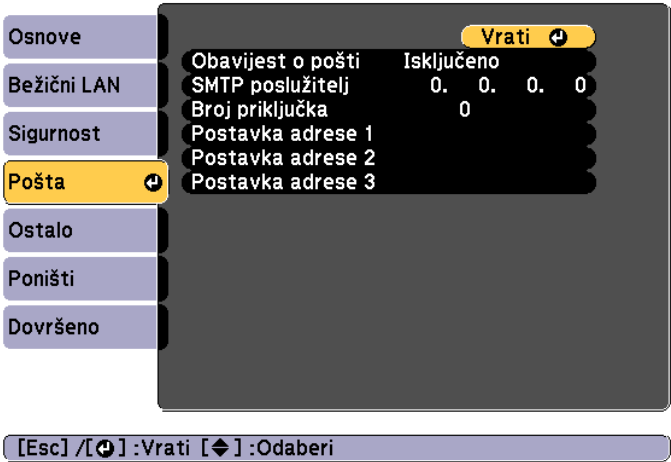 Osnove
Bežični LAN
Sigurnost
Pošta
Ostalo
Poništi
Dovršeno
Vrati
Obavijest o pošti Isključeno
SMTP poslužitelj 0. 0. 0. 0
Broj priključka 0
Postavka adrese 1
Postavka adrese 2
Postavka adrese 3
[Esc] /[ ] :Vrati [ ] :Odaberi